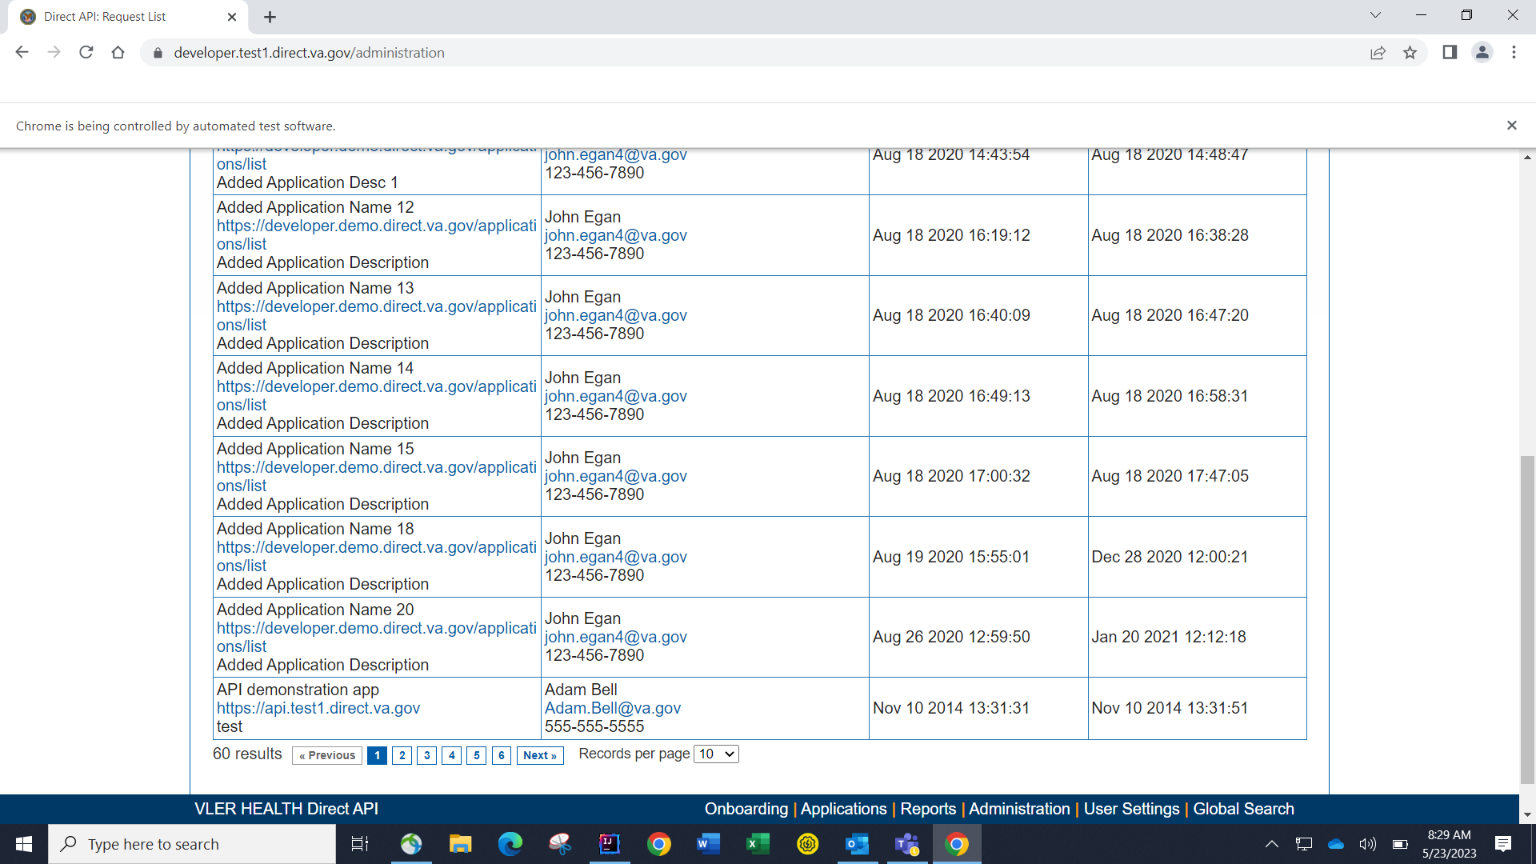 Direct API: Request List
developer.test1.direct.va.gov/administration
Chrome is being controlled by automated test software.
ons/list
Added Application Desc 1
john.egan4@va.gov
123-456-7890
Aug 18 2020 14:43:54
Aug 18 2020 14:48:47
Added Application Name 12
https://developer.demo.direct.va.gov/applicati
ons/list
Added Application Description
John Egan
john.egan4@va.gov
123-456-7890
Aug 18 2020 16:19:12
Aug 18 2020 16:38:28
Added Application Name 13
https://developer.demo.direct.va.gov/applicati
ons/list
Added Application Description
John Egan
john.egan4@va.gov
123-456-7890
Aug 18 2020 16:40:09
Aug 18 2020 16:47:20
Added Application Name 14
https://developer.demo.direct.va.gov/applicati
ons/list
Added Application Description
John Egan
john.egan4@va.gov
123-456-7890
Aug 18 2020 16:49:13
Aug 18 2020 16:58:31
Added Application Name 15
https://developer.demo.direct.va.gov/applicati
ons/list
Added Application Description
John Egan
john.egan4@va.gov
123-456-7890
Aug 18 2020 17:00:32
Aug 18 2020 17:47:05
Added Application Name 18
https://developer.demo.direct.va.gov/applicati
ons/list
Added Application Description
John Egan
john.egan4@va.gov
123-456-7890
Aug 19 2020 15:55:01
Dec 28 2020 12:00:21
Added Application Name 20
https://developer.demo.direct.va.gov/applicati
ons/list
Added Application Description
John Egan
john.egan4@va.gov
123-456-7890
Aug 26 2020 12:59:50
Jan 20 2021 12:12:18
API demonstration app
https://api.test1.direct.va.gov
test
Adam Bell
Adam.Bell@va.gov
555-555-5555
Nov 10 2014 13:31:31
Nov 10 2014 13:31:51
60 results « Previous 1 2 3 4 5 6 Next » Records per page 10
VLER HEALTH Direct API
Onboarding | Applications | Reports | Administration | User Settings | Global Search
Type here to search
8:29 AM
5/23/2023